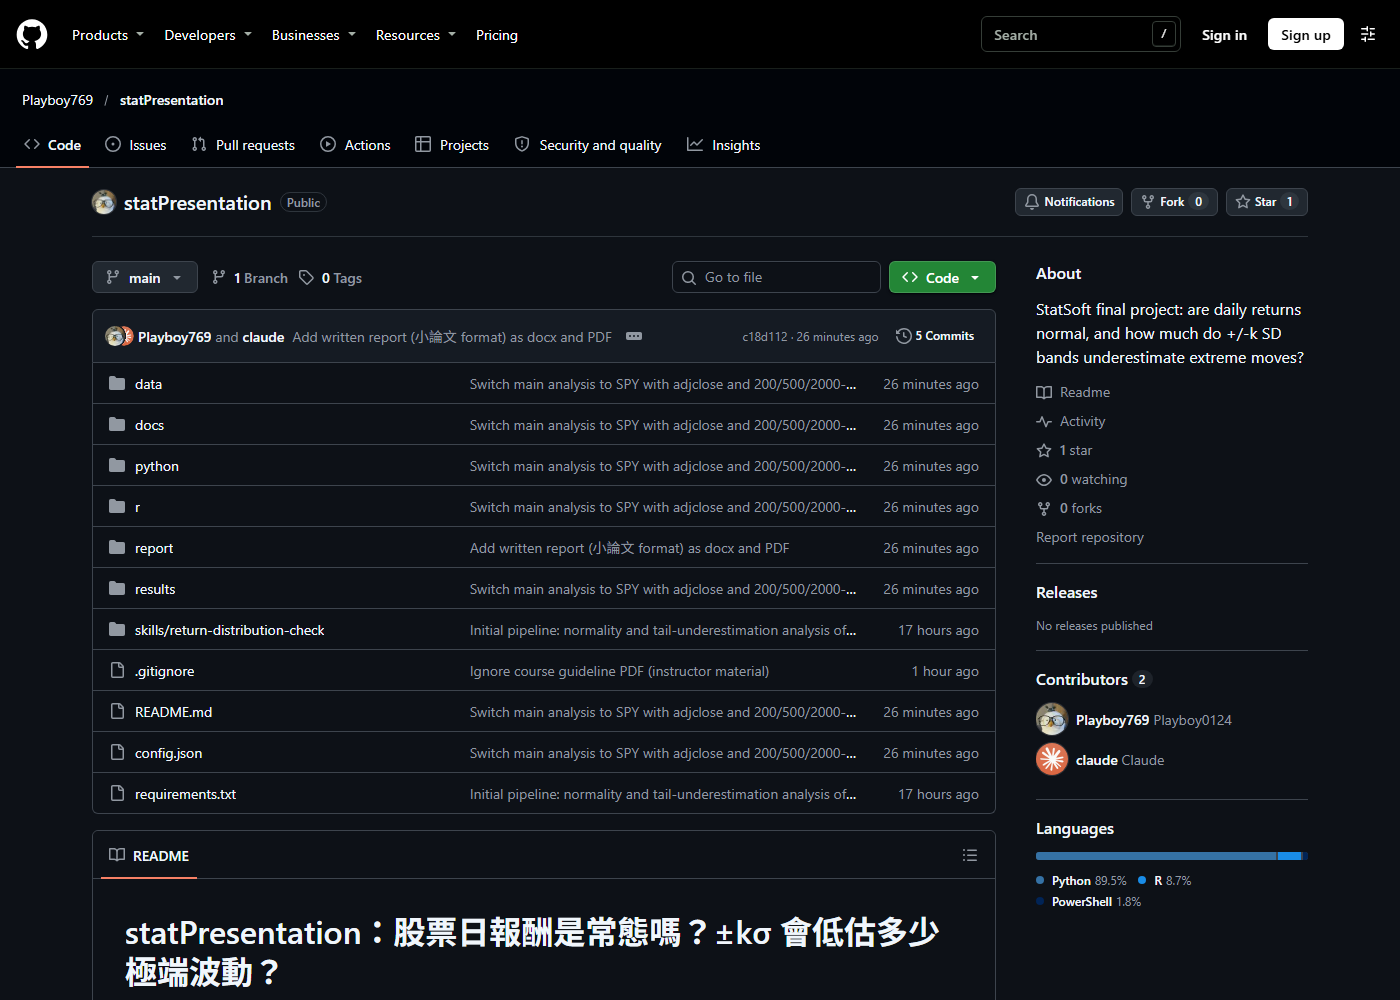 Products
Developers
Businesses
Resources
Pricing
Search
/
Sign in
Sign up
Playboy769 / statPresentation
Code
Issues
Pull requests
Actions
Projects
Security and quality
Insights
statPresentation
Public
Notifications
Fork 0
Star 1
main
1 Branch
0 Tags
Go to file
Code
Playboy769 and claude Add written report (小論文 format) as docx and PDF
c18d112 · 26 minutes ago
5 Commits
data Switch main analysis to SPY with adjclose and 200/500/2000-... 26 minutes ago
docs Switch main analysis to SPY with adjclose and 200/500/2000-... 26 minutes ago
python Switch main analysis to SPY with adjclose and 200/500/2000-... 26 minutes ago
r Switch main analysis to SPY with adjclose and 200/500/2000-... 26 minutes ago
report Add written report (小論文 format) as docx and PDF 26 minutes ago
results Switch main analysis to SPY with adjclose and 200/500/2000-... 26 minutes ago
skills/return-distribution-check Initial pipeline: normality and tail-underestimation analysis of... 17 hours ago
.gitignore Ignore course guideline PDF (instructor material) 1 hour ago
README.md Switch main analysis to SPY with adjclose and 200/500/2000-... 26 minutes ago
config.json Switch main analysis to SPY with adjclose and 200/500/2000-... 26 minutes ago
requirements.txt Initial pipeline: normality and tail-underestimation analysis of... 17 hours ago
README
statPresentation：股票日報酬是常態嗎？±kσ 會低估多少
極端波動？
About
StatSoft final project: are daily returns
normal, and how much do +/-k SD
bands underestimate extreme moves?
Readme
Activity
1 star
0 watching
0 forks
Report repository
Releases
No releases published
Contributors 2
Playboy769 Playboy0124
claude Claude
Languages
Python 89.5%
R 8.7%
PowerShell 1.8%